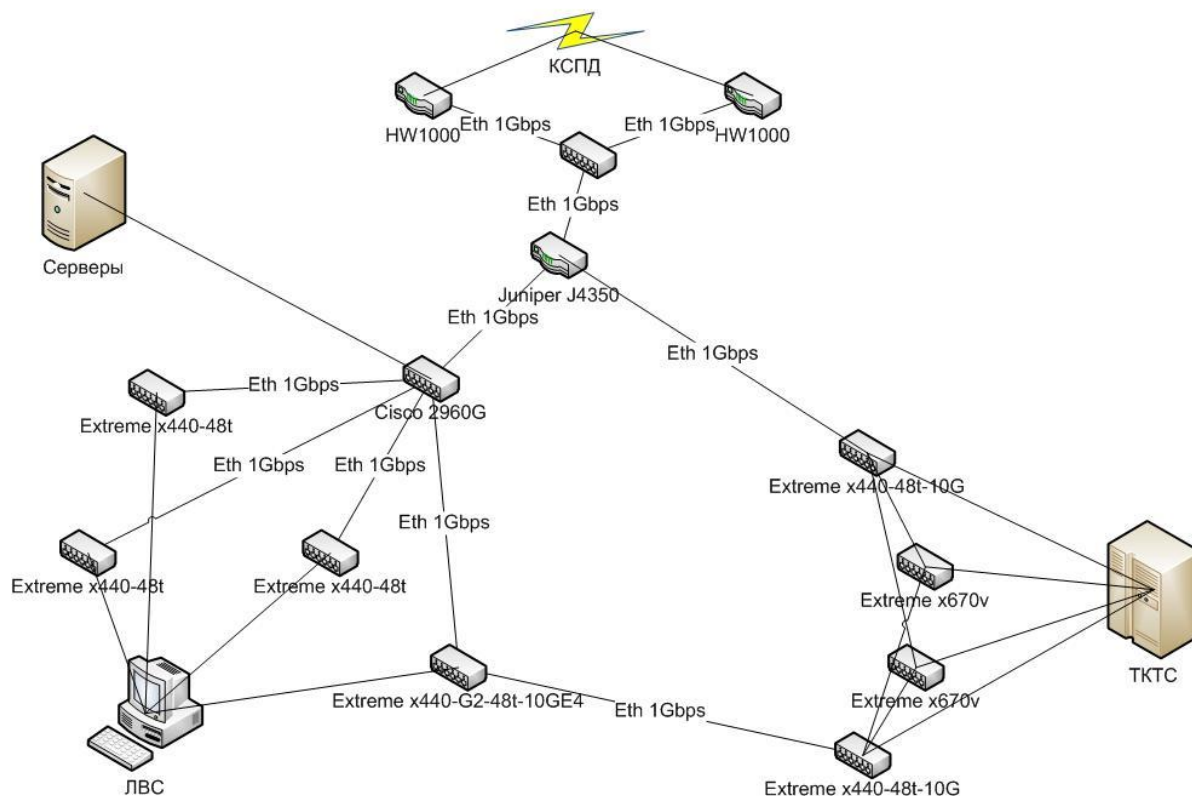 КСПД
HW1000
HW1000
Eth 1Gbps
Eth 1Gbps
Eth 1Gbps
Серверы
Juniper J4350
Eth 1Gbps
Eth 1Gbps
Eth 1Gbps
Cisco 2960G
Extreme x440-48t
Eth 1Gbps
Eth 1Gbps
Extreme x440-48t-10G
Eth 1Gbps
Extreme x440-48t
Extreme x440-48t
Extreme x670v
ТКТС
Extreme x440-G2-48t-10GE4
Extreme x670v
Eth 1Gbps
ЛВС
Extreme x440-48t-10G